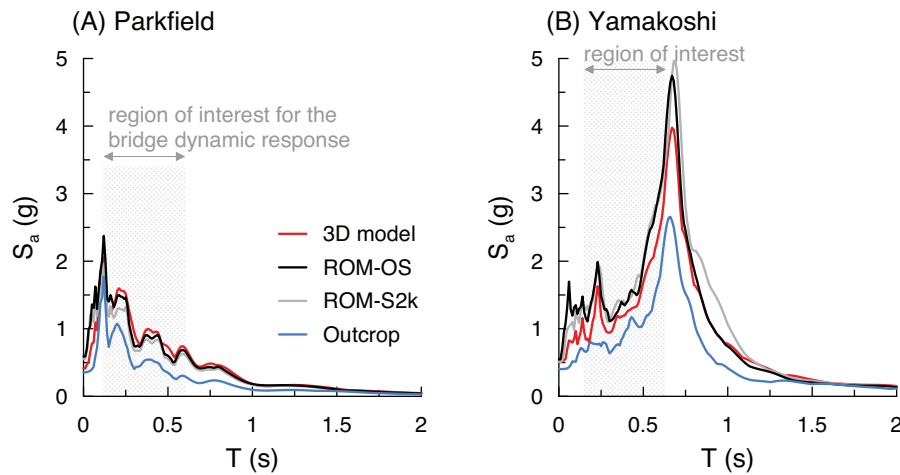 (A) Parkfield
5
4
3
2
1
0
S_a (g)
region of interest for the
bridge dynamic response
3D model
ROM-OS
ROM-S2k
Outcrop
0
0.5
1
1.5
2
T (s)
(B) Yamakoshi
5
4
3
2
1
0
S_a (g)
region of interest
0
0.5
1
1.5
2
T (s)